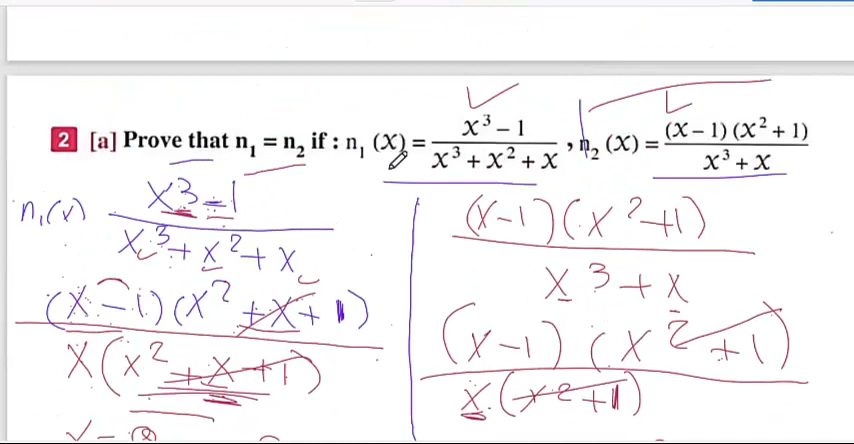 2 [a] Prove that n₁ = n₂ if : n₁ (X) = (x³ − 1)/(x³ + x² + x) , n₂ (X) = ((X − 1) (X² + 1))/(x³ + x)
n₁(x) (x³ − 1)/(x³ + x² + x)
((x − 1)(x² + x + 1))/(x(x² + x + 1))
((x − 1)(x² + 1))/(x³ + x)
((x − 1)(x² + 1))/(x.(x² + 1))